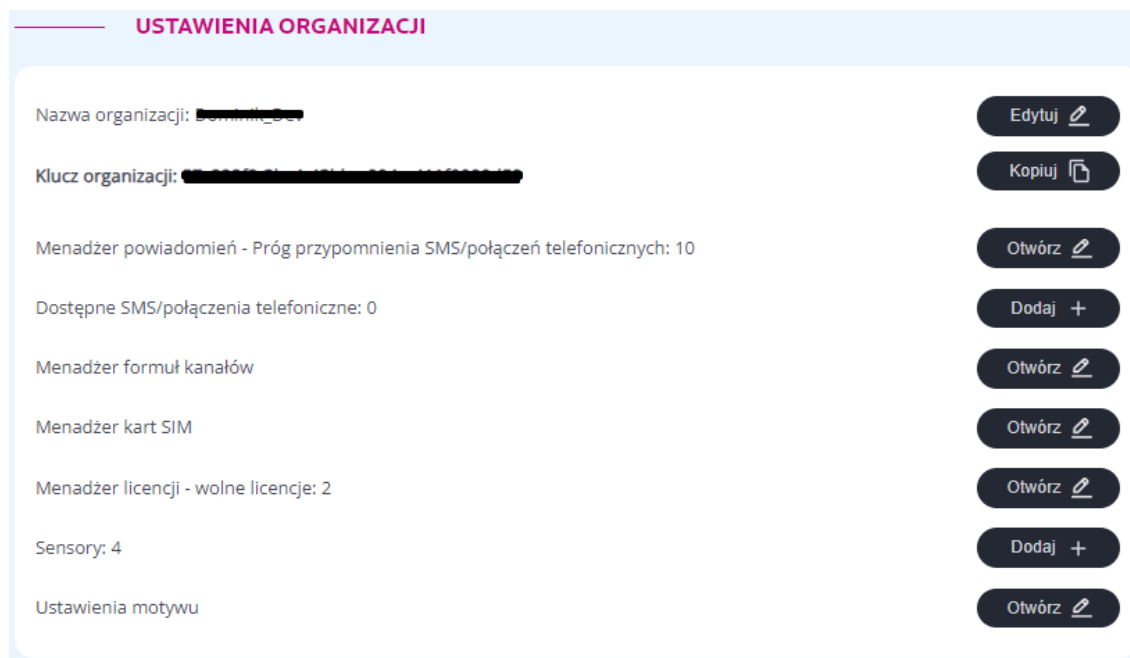 USTAWIENIA ORGANIZACJI
Nazwa organizacji:
Edytuj
Klucz organizacji:
Kopiuj
Menadżer powiadomień - Próg przypomnienia SMS/połączeń telefonicznych: 10
Otwórz
Dostępne SMS/połączenia telefoniczne: 0
Dodaj +
Menadżer formuł kanałów
Otwórz
Menadżer kart SIM
Otwórz
Menadżer licencji - wolne licencje: 2
Otwórz
Sensory: 4
Dodaj +
Ustawienia motywu
Otwórz